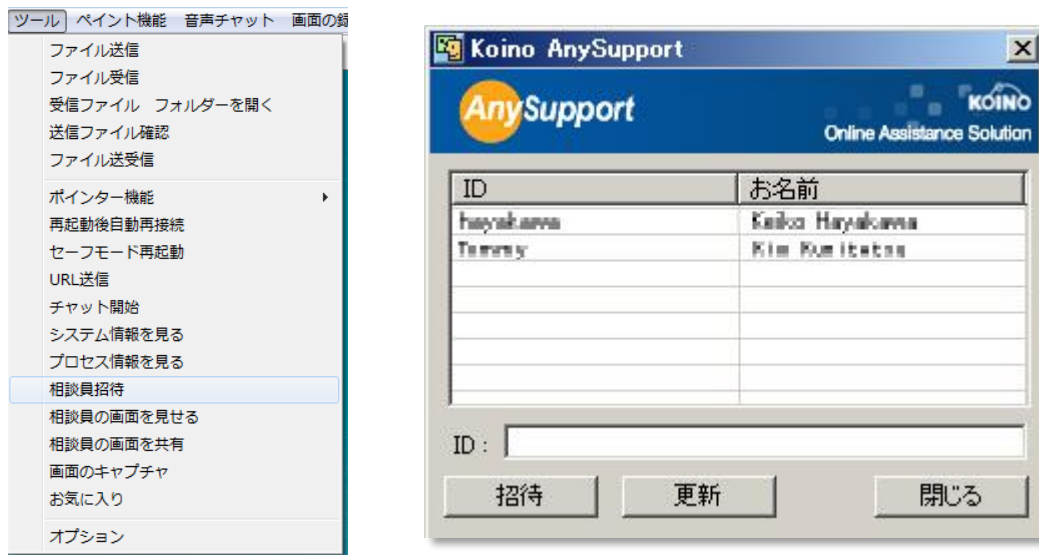 ツール ペイント機能 音声チャット 画面の録
ファイル送信
ファイル受信
受信ファイル フォルダーを開く
送信ファイル確認
ファイル送受信
ポインター機能
再起動後自動再接続
セーフモード再起動
URL送信
チャット開始
システム情報を見る
プロセス情報を見る
相談員招待
相談員の画面を見せる
相談員の画面を共有
画面のキャプチャ
お気に入り
オプション
Koino AnySupport
AnySupport
KOINO
Online Assistance Solution
ID お名前
ID :
招待 更新 閉じる